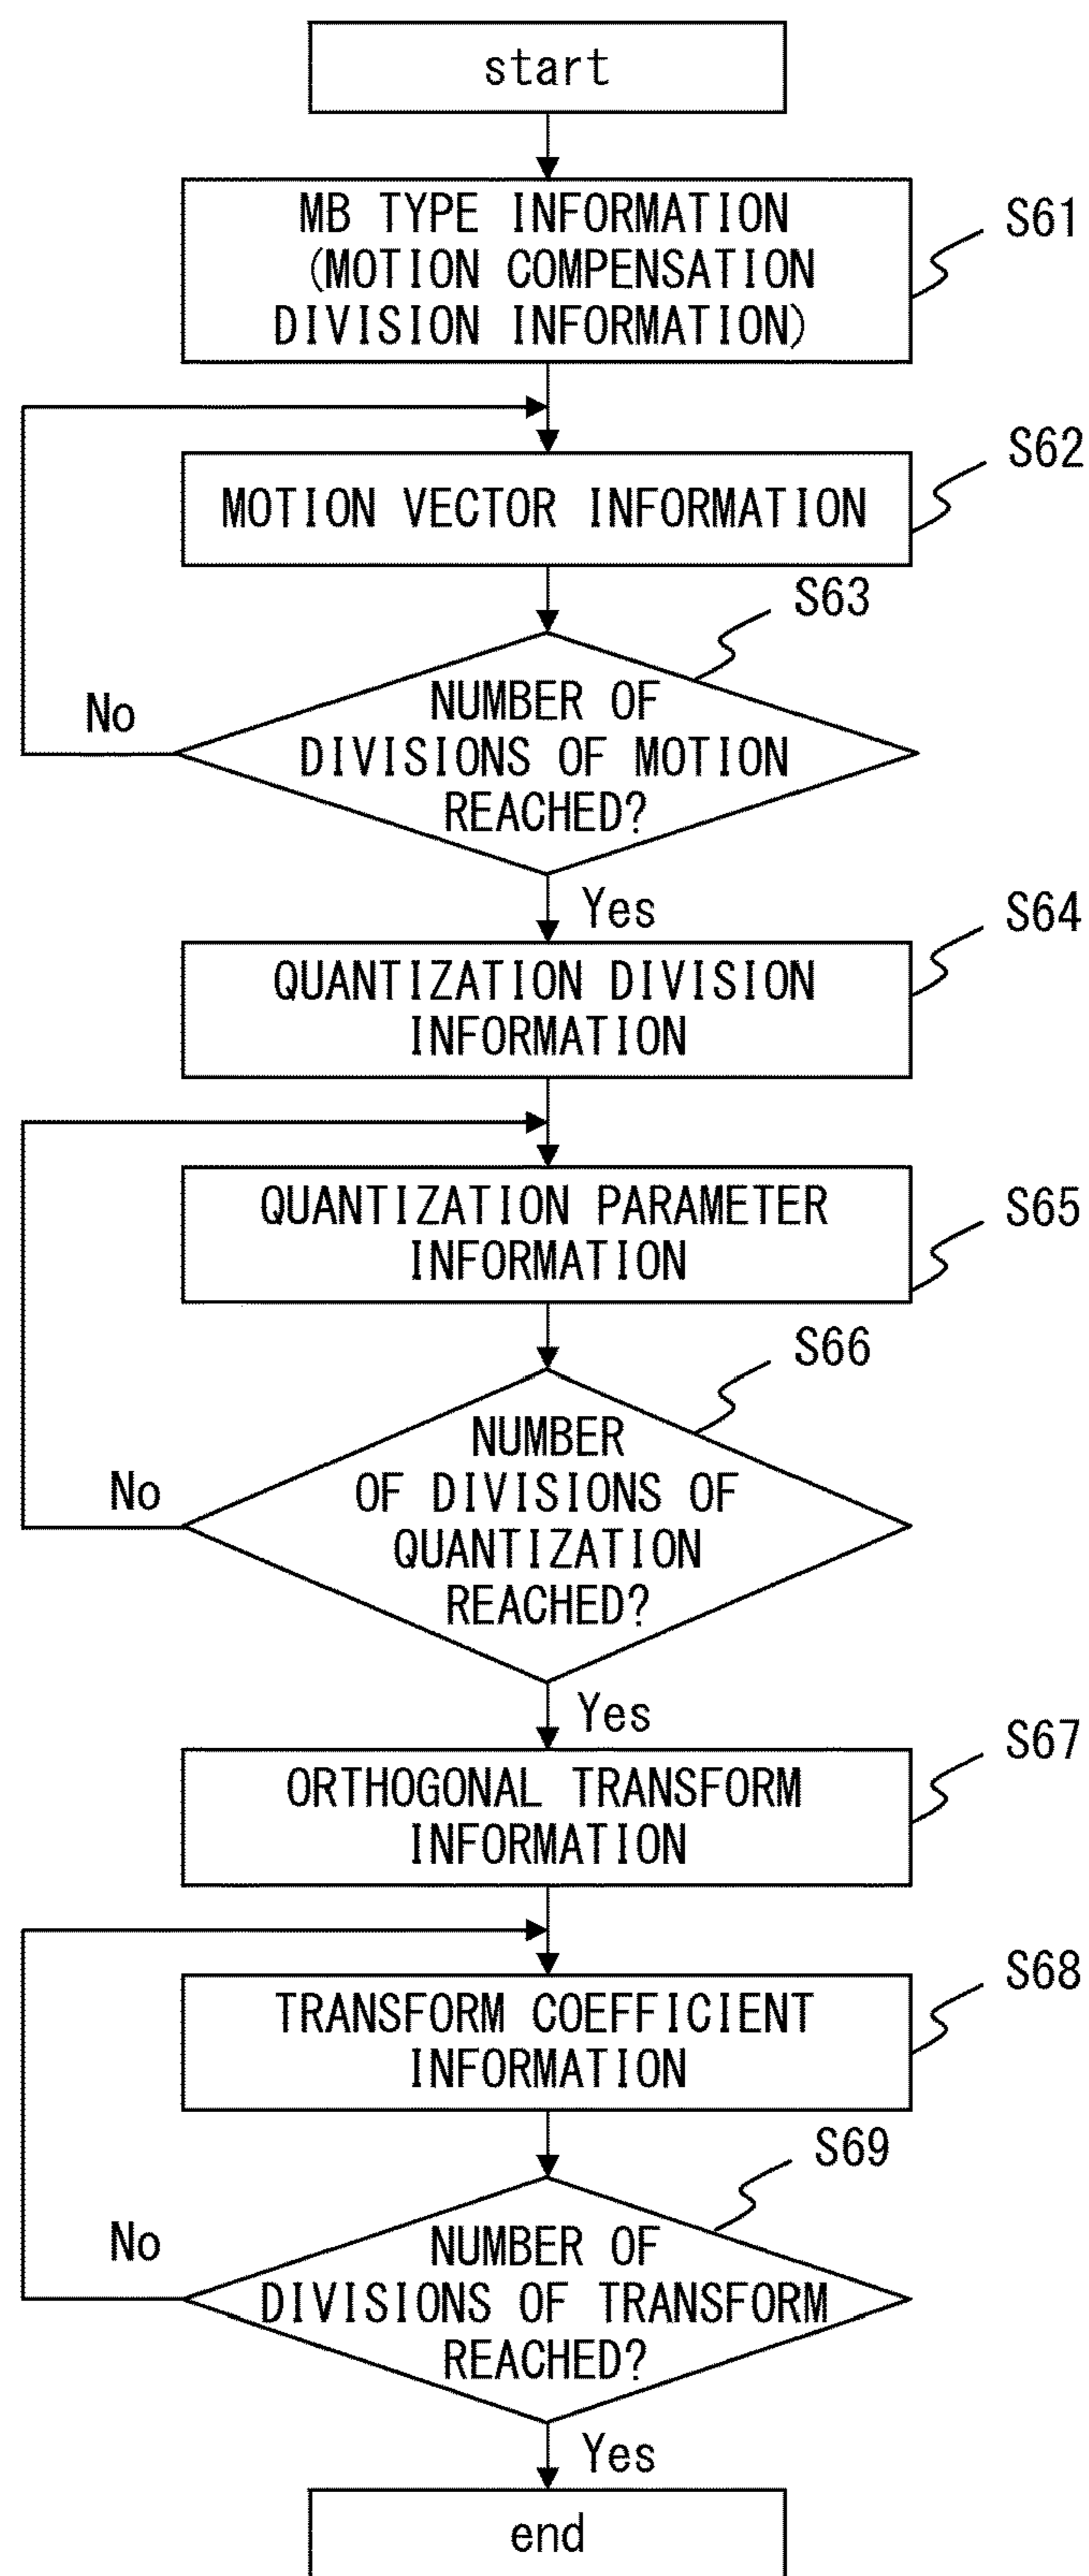 start
MB TYPE INFORMATION
(MOTION COMPENSATION
DIVISION INFORMATION)
S61
MOTION VECTOR INFORMATION
S62
S63
NUMBER OF
DIVISIONS OF MOTION
REACHED?
No
Yes
QUANTIZATION DIVISION
INFORMATION
S64
QUANTIZATION PARAMETER
INFORMATION
S65
S66
NUMBER
OF DIVISIONS OF
QUANTIZATION
REACHED?
No
Yes
ORTHOGONAL TRANSFORM
INFORMATION
S67
TRANSFORM COEFFICIENT
INFORMATION
S68
S69
NUMBER OF
DIVISIONS OF TRANSFORM
REACHED?
No
Yes
end